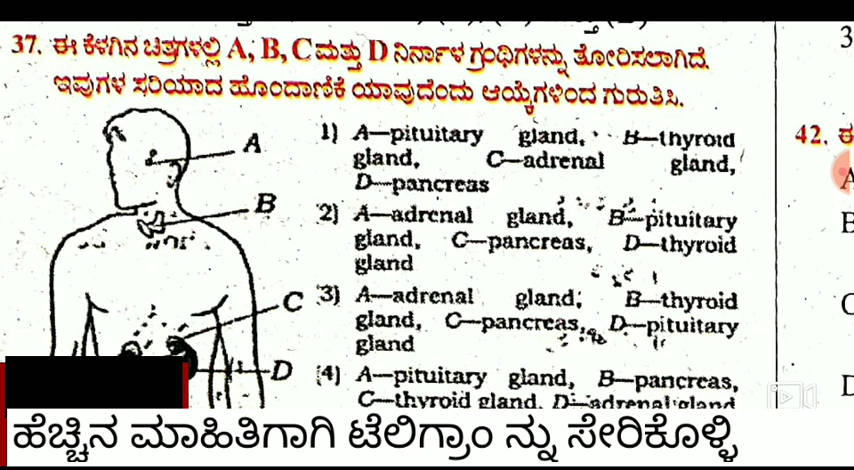 37. ಈ ಕೆಳಗಿನ ಚಿತ್ರಗಳಲ್ಲಿ A, B, C ಮತ್ತು D ನಿರ್ನಾಳ ಗ್ರಂಥಿಗಳನ್ನು ತೋರಿಸಲಾಗಿದೆ.
ಇವುಗಳ ಸರಿಯಾದ ಹೊಂದಾಣಿಕೆ ಯಾವುದೆಂದು ಆಯ್ಕೆಗಳಿಂದ ಗುರುತಿಸಿ.
A
B
C
D
1) A—pituitary gland, B—thyroid
gland, C—adrenal gland,
D—pancreas
2) A—adrenal gland, B—pituitary
gland, C—pancreas, D—thyroid
gland
3) A—adrenal gland, B—thyroid
gland, C—pancreas, D—pituitary
gland
(4) A—pituitary gland, B—pancreas,
C—thyroid gland, D—adrenal gland
3
42. ಈ
A
B
C
D
ಹೆಚ್ಚಿನ ಮಾಹಿತಿಗಾಗಿ ಟೆಲಿಗ್ರಾಂ ನ್ನು ಸೇರಿಕೊಳ್ಳಿ